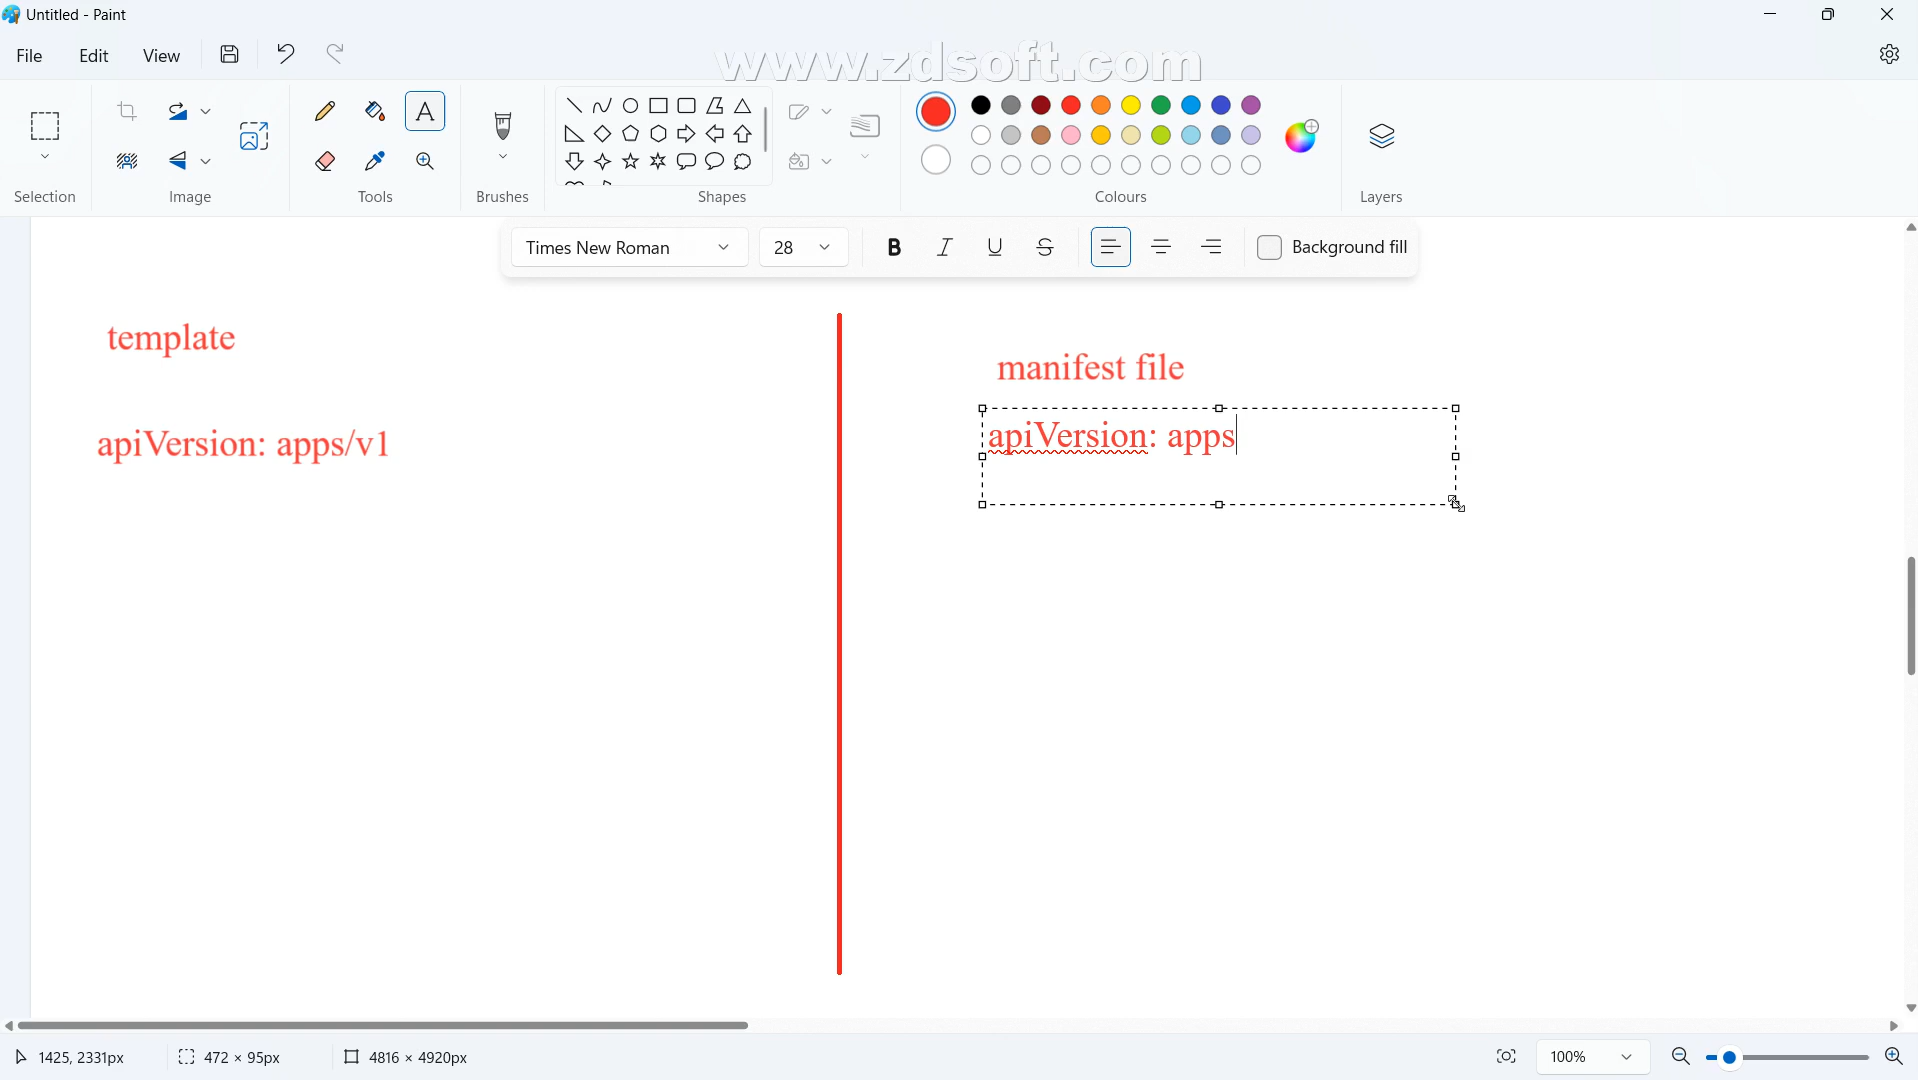 Untitled - Paint
File Edit View
www.zdsoft.com
Selection Image Tools Brushes Shapes Colours Layers
Times New Roman 28 B I U S Background fill
template
manifest file
apiVersion: apps/v1
apiVersion: apps
1425, 2331px 472 × 95px 4816 × 4920px 100%